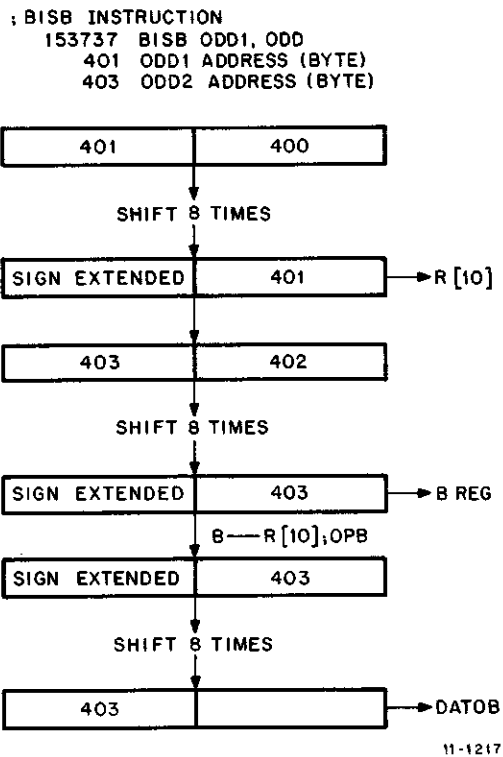 ; BISB INSTRUCTION
153737 BISB ODD1, ODD
401 ODD1 ADDRESS (BYTE)
403 ODD2 ADDRESS (BYTE)
401 400
SHIFT 8 TIMES
SIGN EXTENDED 401 R [10]
403 402
SHIFT 8 TIMES
SIGN EXTENDED 403 B REG
B — R [10]; OPB
SIGN EXTENDED 403
SHIFT 8 TIMES
403 DATOB
11-1217